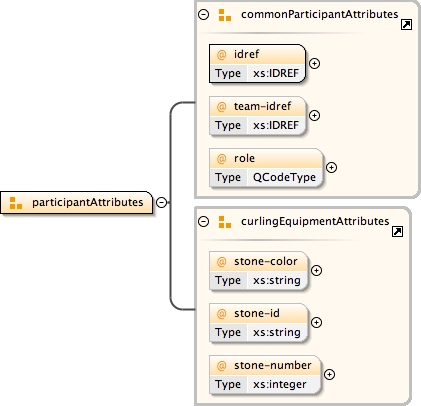 commonParticipantAttributes
@ idref
Type xs:IDREF
@ team-idref
Type xs:IDREF
@ role
Type QCodeType
participantAttributes
curlingEquipmentAttributes
@ stone-color
Type xs:string
@ stone-id
Type xs:string
@ stone-number
Type xs:integer